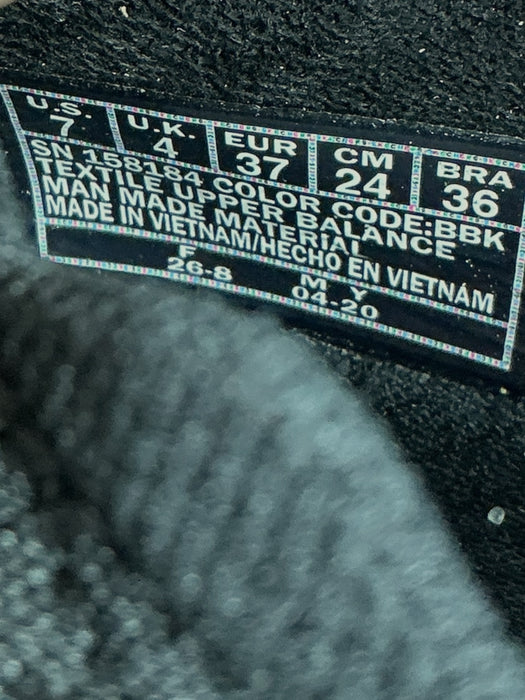 U.S. U.K. EUR CM BRA
7 4 37 24 36
SN 158184 COLOR CODE:BBK
TEXTILE UPPER BALANCE
MAN MADE MATERIAL
MADE IN VIETNAM/HECHO EN VIETNÁM
F M Y
26-8 04-20